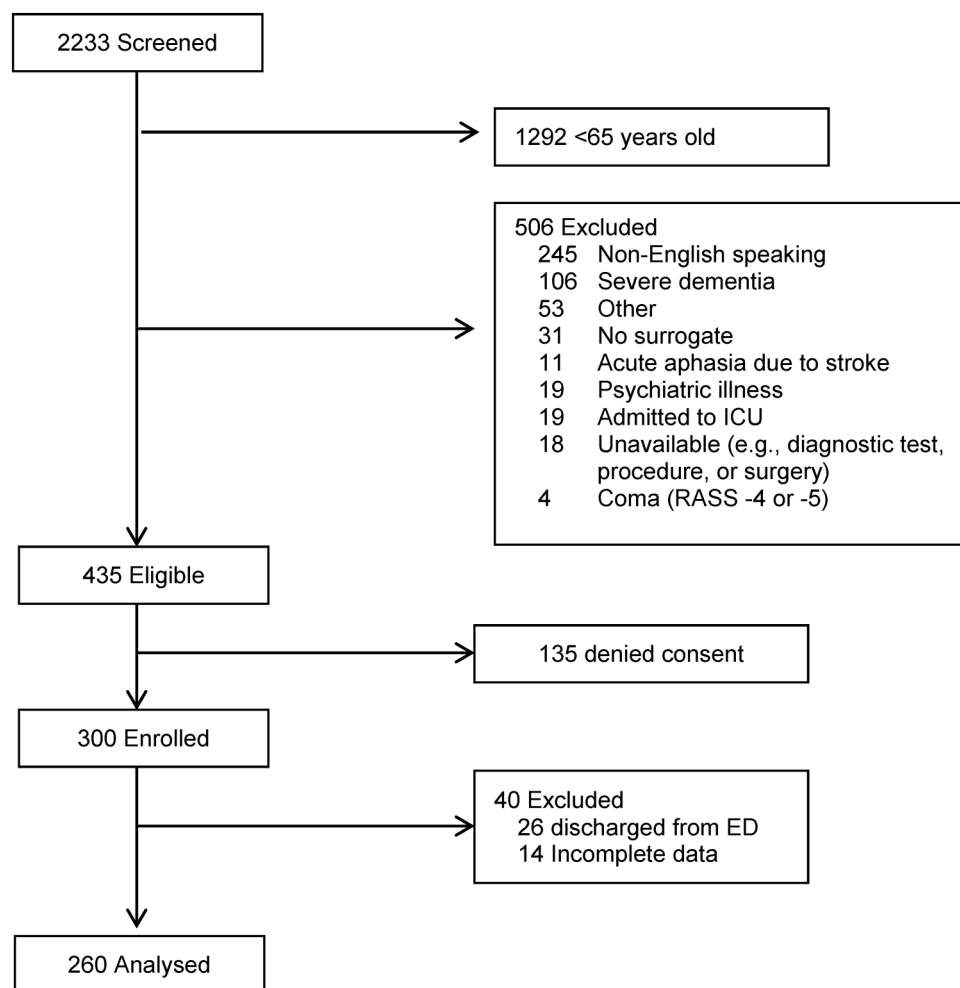 2233 Screened
1292 <65 years old
506 Excluded
245 Non-English speaking
106 Severe dementia
53 Other
31 No surrogate
11 Acute aphasia due to stroke
19 Psychiatric illness
19 Admitted to ICU
18 Unavailable (e.g., diagnostic test,
procedure, or surgery)
4 Coma (RASS -4 or -5)
435 Eligible
135 denied consent
300 Enrolled
40 Excluded
26 discharged from ED
14 Incomplete data
260 Analysed